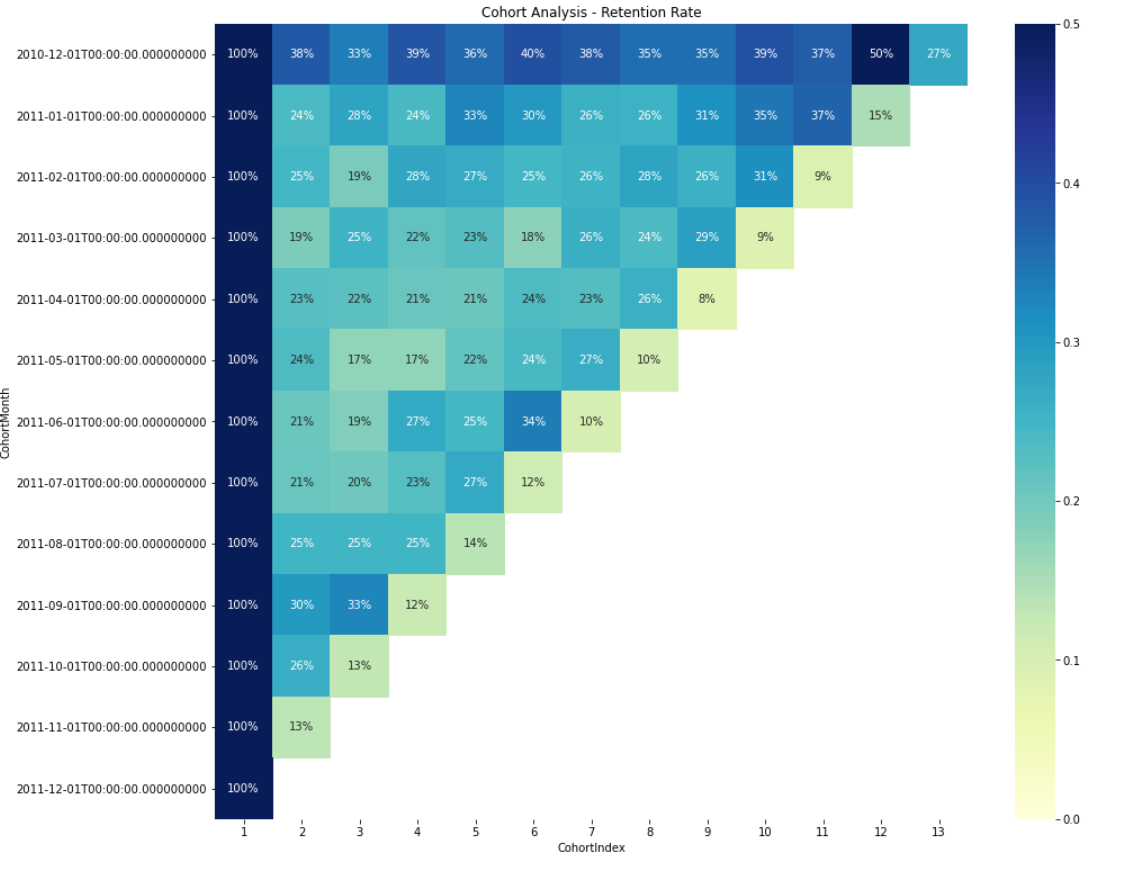 Cohort Analysis - Retention Rate
2010-12-01T00:00:00.000000000 100% 38% 33% 39% 36% 40% 38% 35% 35% 39% 37% 50% 27%
2011-01-01T00:00:00.000000000 100% 24% 28% 24% 33% 30% 26% 26% 31% 35% 37% 15%
2011-02-01T00:00:00.000000000 100% 25% 19% 28% 27% 25% 26% 28% 26% 31% 9%
2011-03-01T00:00:00.000000000 100% 19% 25% 22% 23% 18% 26% 24% 29% 9%
2011-04-01T00:00:00.000000000 100% 23% 22% 21% 21% 24% 23% 26% 8%
2011-05-01T00:00:00.000000000 100% 24% 17% 17% 22% 24% 27% 10%
2011-06-01T00:00:00.000000000 100% 21% 19% 27% 25% 34% 10%
2011-07-01T00:00:00.000000000 100% 21% 20% 23% 27% 12%
2011-08-01T00:00:00.000000000 100% 25% 25% 25% 14%
2011-09-01T00:00:00.000000000 100% 30% 33% 12%
2011-10-01T00:00:00.000000000 100% 26% 13%
2011-11-01T00:00:00.000000000 100% 13%
2011-12-01T00:00:00.000000000 100%
1 2 3 4 5 6 7 8 9 10 11 12 13
CohortIndex
CohortMonth
0.5
0.4
0.3
0.2
0.1
0.0